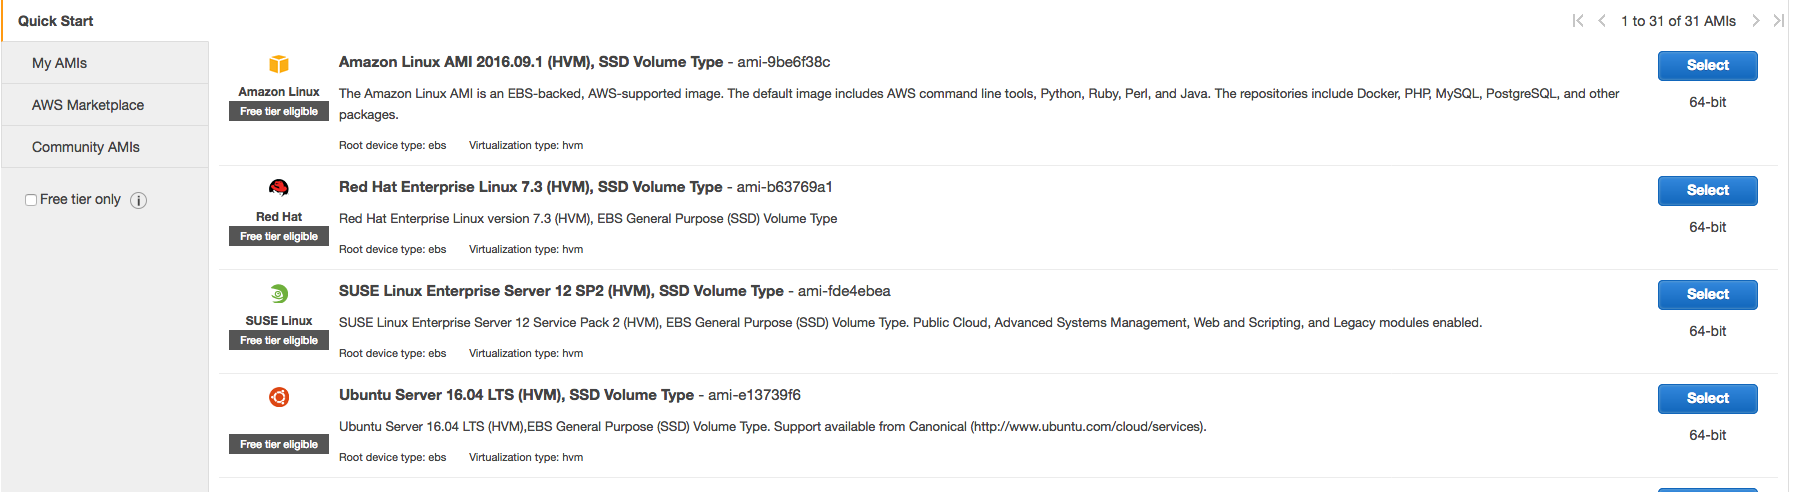 Quick Start
1 to 31 of 31 AMIs
My AMIs
AWS Marketplace
Community AMIs
Free tier only
Amazon Linux
Free tier eligible
Amazon Linux AMI 2016.09.1 (HVM), SSD Volume Type - ami-9be6f38c
The Amazon Linux AMI is an EBS-backed, AWS-supported image. The default image includes AWS command line tools, Python, Ruby, Perl, and Java. The repositories include Docker, PHP, MySQL, PostgreSQL, and other
packages.
Root device type: ebs Virtualization type: hvm
Select
64-bit
Red Hat
Free tier eligible
Red Hat Enterprise Linux 7.3 (HVM), SSD Volume Type - ami-b63769a1
Red Hat Enterprise Linux version 7.3 (HVM), EBS General Purpose (SSD) Volume Type
Root device type: ebs Virtualization type: hvm
Select
64-bit
SUSE Linux
Free tier eligible
SUSE Linux Enterprise Server 12 SP2 (HVM), SSD Volume Type - ami-fde4ebea
SUSE Linux Enterprise Server 12 Service Pack 2 (HVM), EBS General Purpose (SSD) Volume Type. Public Cloud, Advanced Systems Management, Web and Scripting, and Legacy modules enabled.
Root device type: ebs Virtualization type: hvm
Select
64-bit
Free tier eligible
Ubuntu Server 16.04 LTS (HVM), SSD Volume Type - ami-e13739f6
Ubuntu Server 16.04 LTS (HVM),EBS General Purpose (SSD) Volume Type. Support available from Canonical (http://www.ubuntu.com/cloud/services).
Root device type: ebs Virtualization type: hvm
Select
64-bit